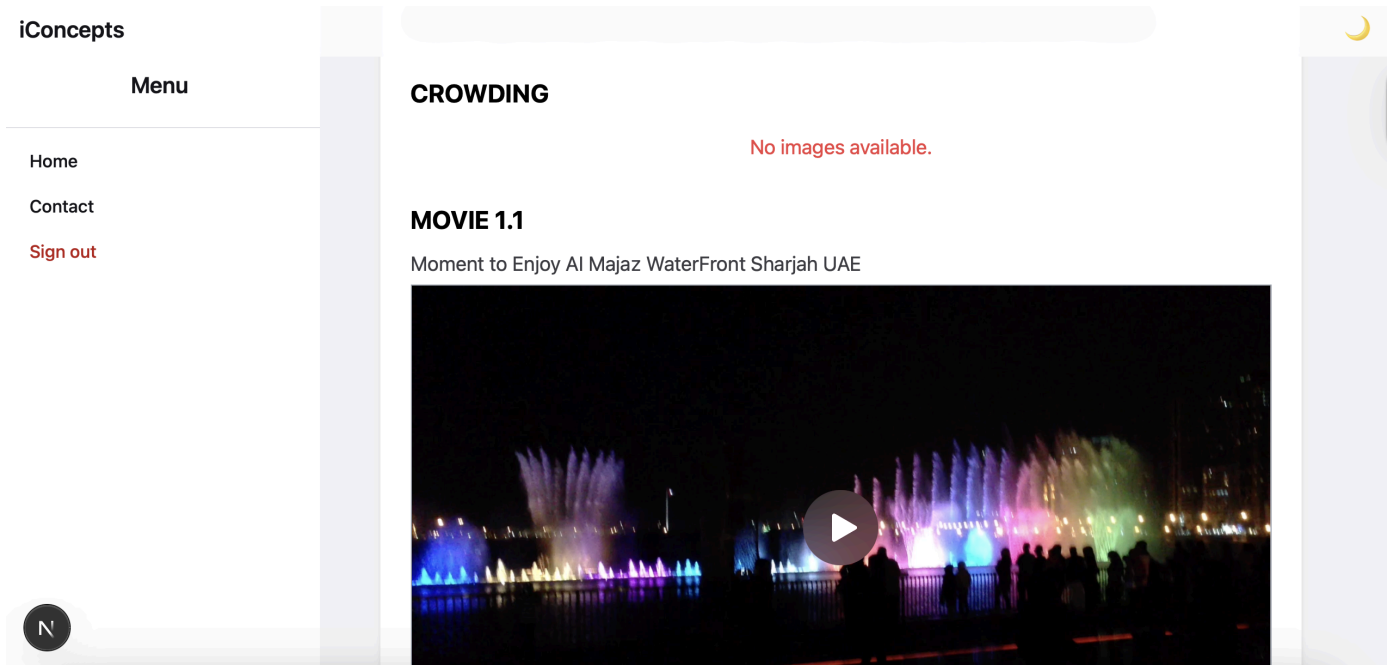 iConcepts
Menu
Home
Contact
Sign out
CROWDING
No images available.
MOVIE 1.1
Moment to Enjoy Al Majaz WaterFront Sharjah UAE
N